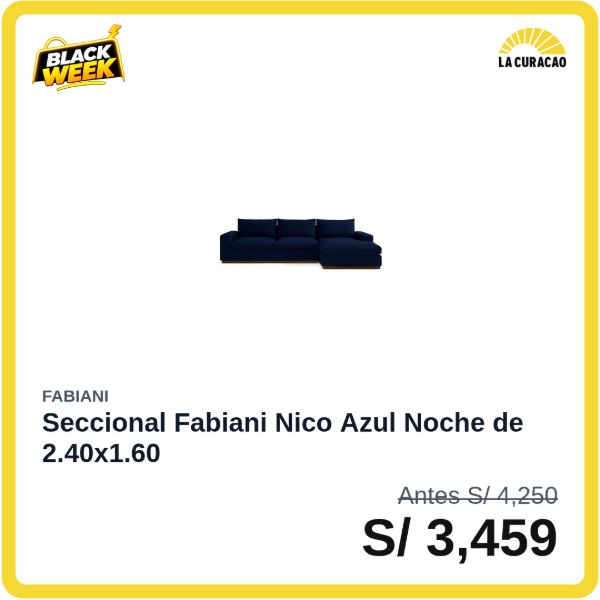 BLACK
WEEK
LA CURACAO
FABIANI
Seccional Fabiani Nico Azul Noche de
2.40x1.60
Antes S/ 4,250
S/ 3,459